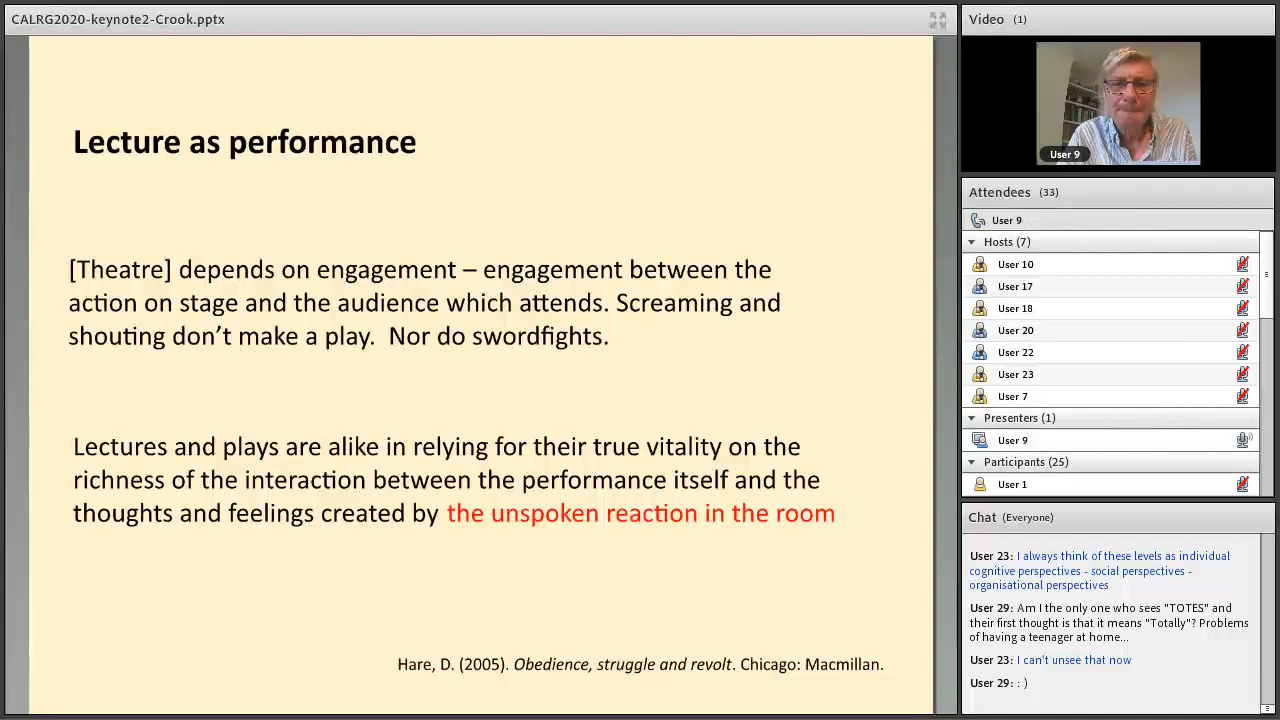 CALRG2020-keynote2-Crook.pptx
Lecture as performance
[Theatre] depends on engagement – engagement between the
action on stage and the audience which attends. Screaming and
shouting don’t make a play.  Nor do swordfights.
Lectures and plays are alike in relying for their true vitality on the
richness of the interaction between the performance itself and the
thoughts and feelings created by the unspoken reaction in the room
Hare, D. (2005). Obedience, struggle and revolt. Chicago: Macmillan.
Video (1)
User 9
Attendees (33)
User 9
Hosts (7)
User 10
User 17
User 18
User 20
User 22
User 23
User 7
Presenters (1)
User 9
Participants (25)
User 1
Chat (Everyone)
User 23: I always think of these levels as individual
cognitive perspectives - social perspectives -
organisational perspectives
User 29: Am I the only one who sees "TOTES" and
their first thought is that it means "Totally"? Problems
of having a teenager at home...
User 23: I can't unsee that now
User 29: : )